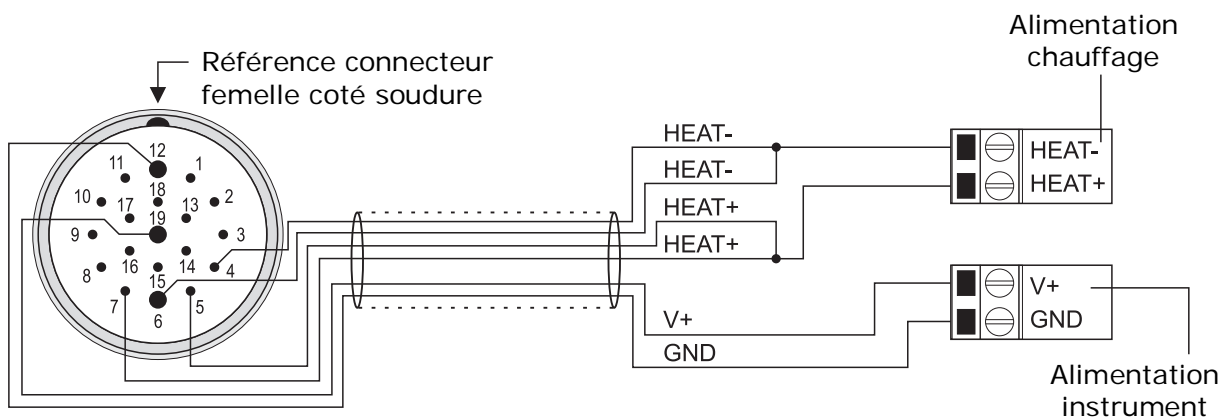 Référence connecteur
femelle coté soudure
Alimentation
chauffage
12
11
1
10
18
2
17
13
19
9
3
16
14
8
15
4
7
5
6
HEAT-
HEAT-
HEAT+
HEAT+
V+
GND
HEAT-
HEAT+
V+
GND
Alimentation
instrument